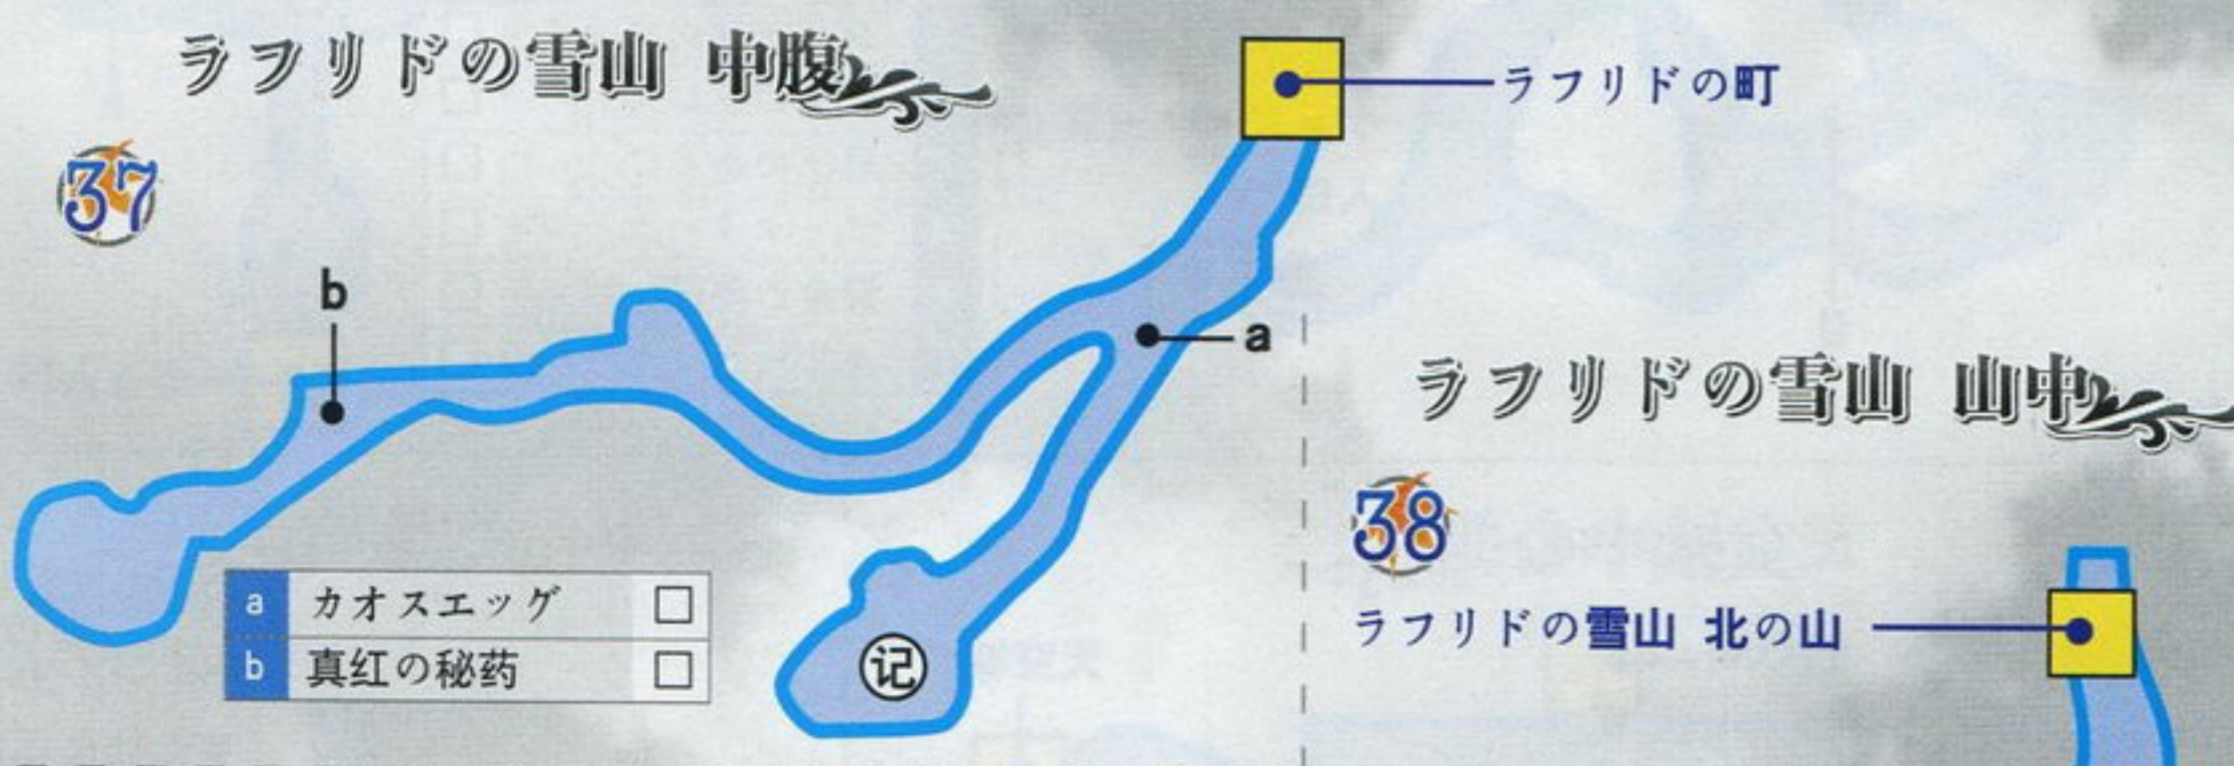 ラフリドの雪山 中腹
ラフリドの町
37
b
a
ラフリドの雪山 山中
38
a カオスエッグ □
b 真红の秘药 □
ラフリドの雪山 北の山
记